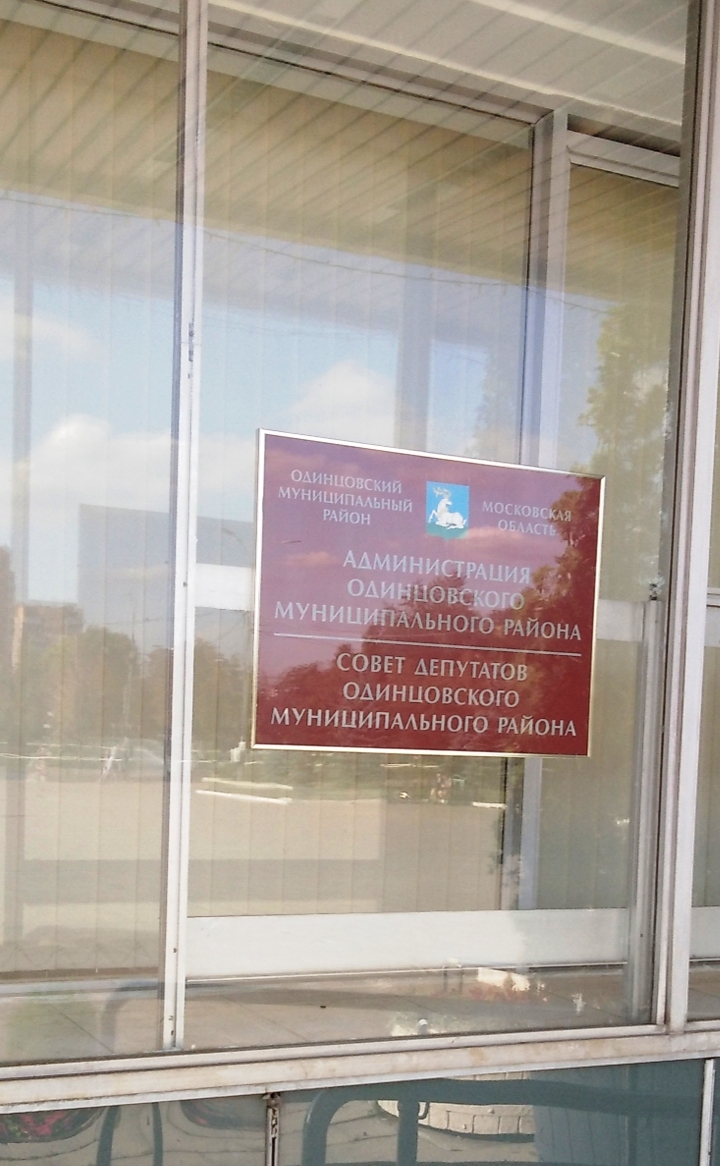 ОДИНЦОВСКИЙ
МУНИЦИПАЛЬНЫЙ
РАЙОН
МОСКОВСКАЯ
ОБЛАСТЬ
АДМИНИСТРАЦИЯ
ОДИНЦОВСКОГО
МУНИЦИПАЛЬНОГО РАЙОНА
СОВЕТ ДЕПУТАТОВ
ОДИНЦОВСКОГО
МУНИЦИПАЛЬНОГО РАЙОНА